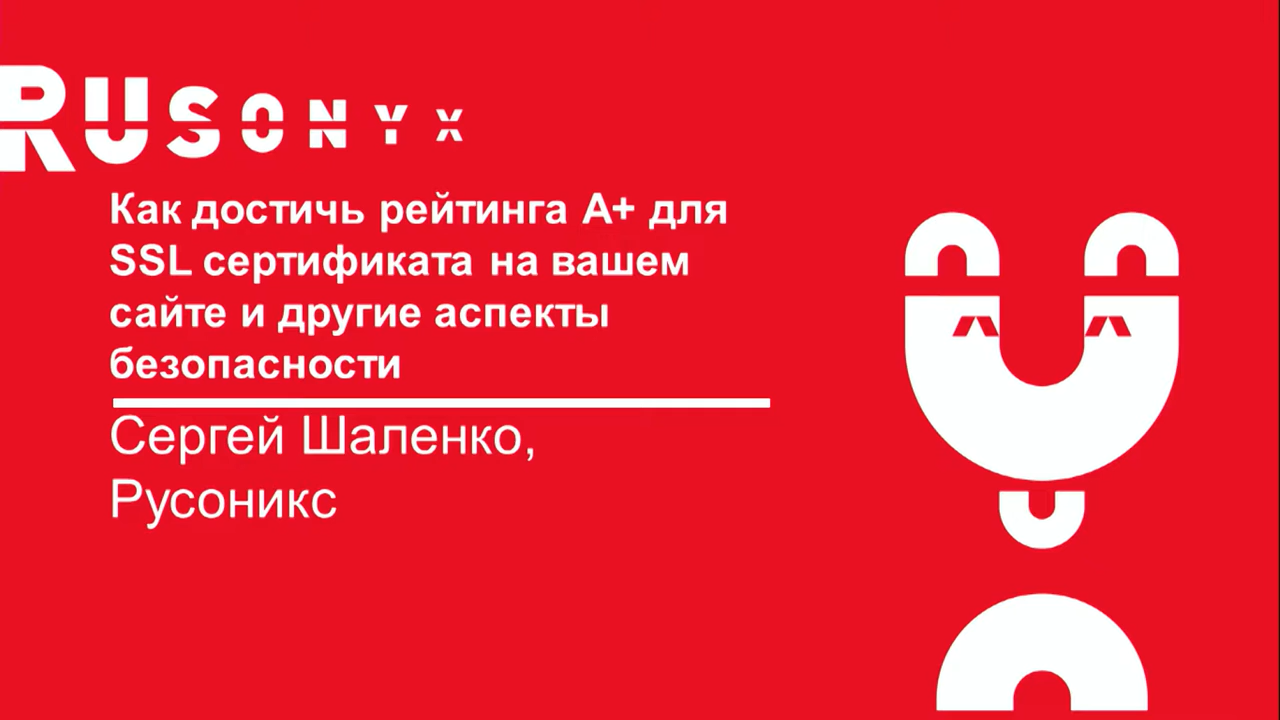 RUSONYX
Как достичь рейтинга А+ для
SSL сертификата на вашем
сайте и другие аспекты
безопасности
Сергей Шаленко,
Русоникс